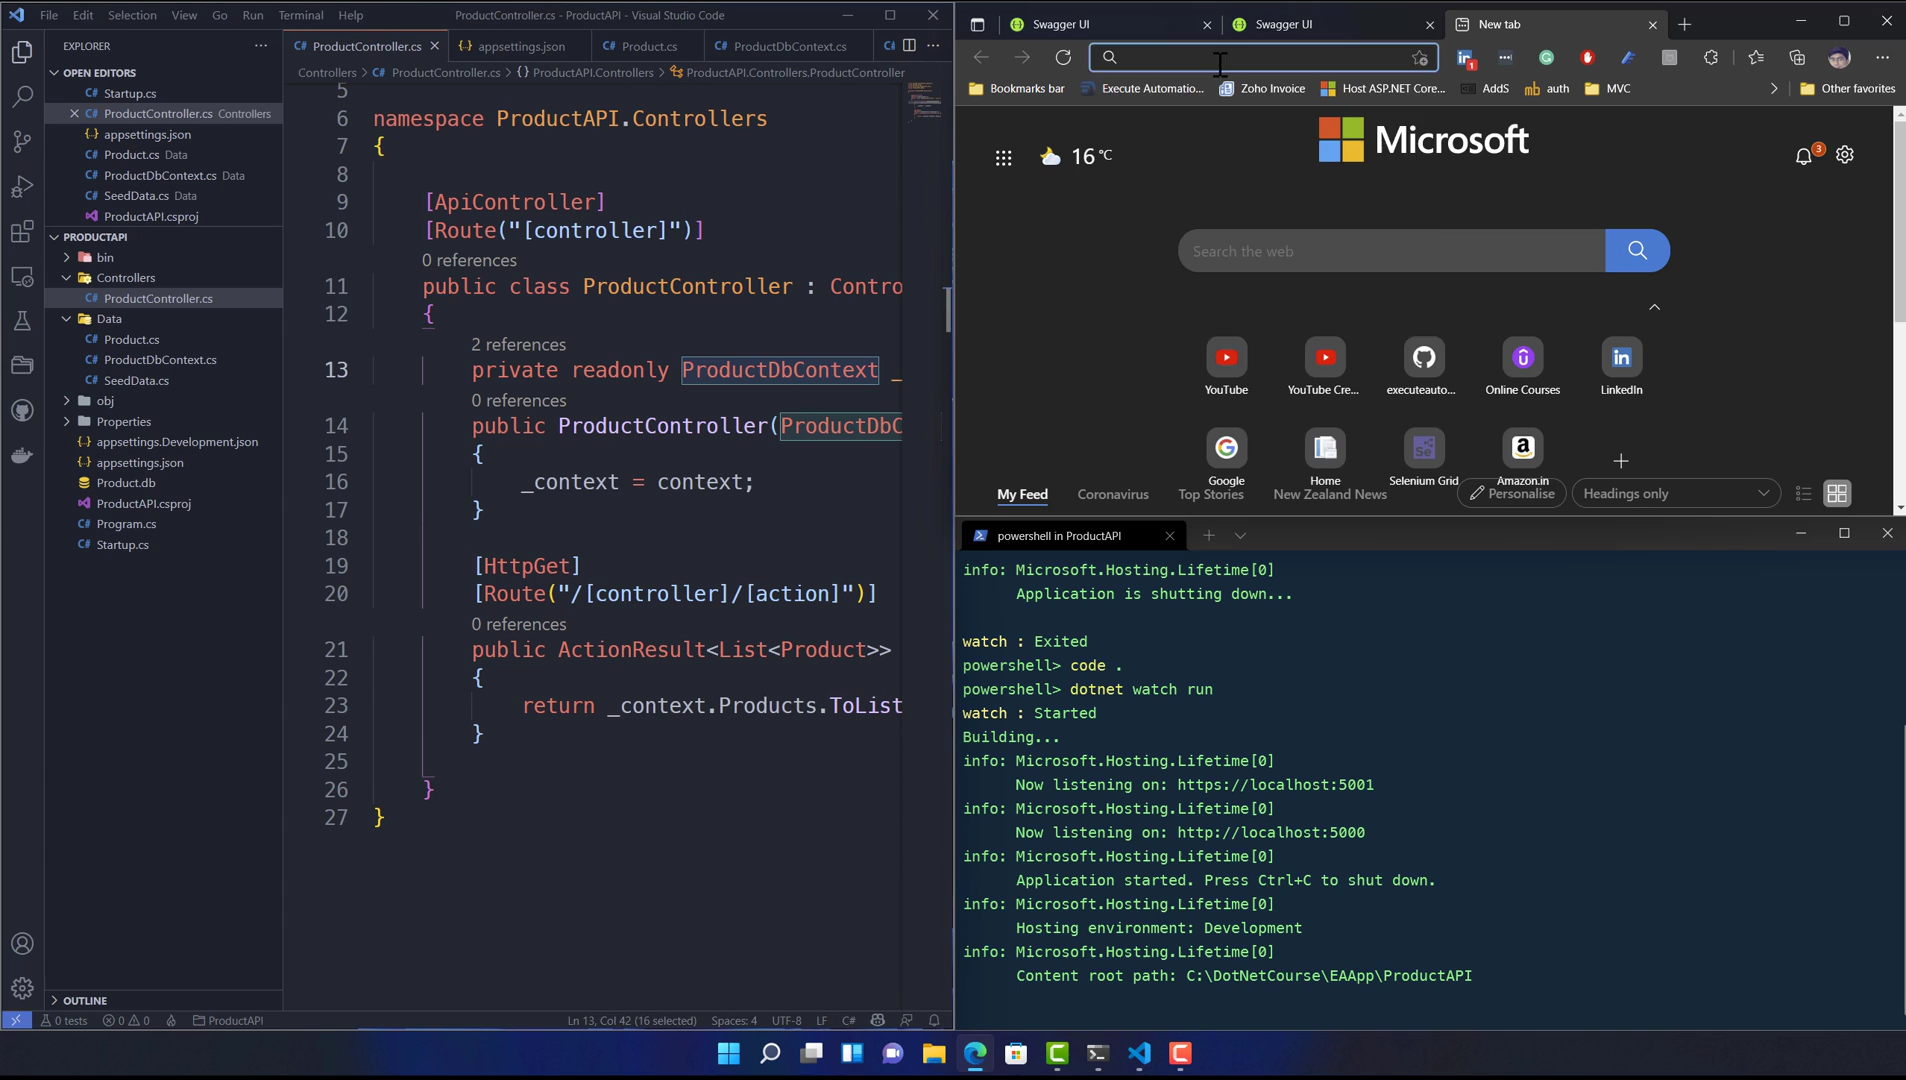 File Edit Selection View Go Run Terminal Help
ProductController.cs - ProductAPI - Visual Studio Code
EXPLORER
OPEN EDITORS
Startup.cs
ProductController.cs Controllers
appsettings.json
Product.cs Data
ProductDbContext.cs Data
SeedData.cs Data
ProductAPI.csproj
PRODUCTAPI
bin
Controllers
ProductController.cs
Data
Product.cs
ProductDbContext.cs
SeedData.cs
obj
Properties
appsettings.Development.json
appsettings.json
Product.db
ProductAPI.csproj
Program.cs
Startup.cs
OUTLINE
ProductController.cs appsettings.json Product.cs ProductDbContext.cs
Controllers > ProductController.cs > {} ProductAPI.Controllers > ProductAPI.Controllers.ProductController
5
6 namespace ProductAPI.Controllers
7 {
8
9 [ApiController]
10 [Route("[controller]")]
0 references
11 public class ProductController : Contro
12 {
2 references
13 private readonly ProductDbContext _
0 references
14 public ProductController(ProductDbC
15 {
16 _context = context;
17 }
18
19 [HttpGet]
20 [Route("/[controller]/[action]")]
0 references
21 public ActionResult<List<Product>>
22 {
23 return _context.Products.ToList
24 }
25
26 }
27 }
0 tests 0 0 ProductAPI Ln 13, Col 42 (16 selected) Spaces: 4 UTF-8 LF C#
Swagger UI Swagger UI New tab
1
Bookmarks bar Execute Automatio... Zoho Invoice Host ASP.NET Core... AddS auth MVC Other favorites
Microsoft
16 °C
3
Search the web
YouTube YouTube Cre... executeauto... Online Courses LinkedIn
Google Home Selenium Grid Amazon.in
My Feed Coronavirus Top Stories New Zealand News Personalise Headings only
powershell in ProductAPI
info: Microsoft.Hosting.Lifetime[0]
Application is shutting down...
watch : Exited
powershell> code .
powershell> dotnet watch run
watch : Started
Building...
info: Microsoft.Hosting.Lifetime[0]
Now listening on: https://localhost:5001
info: Microsoft.Hosting.Lifetime[0]
Now listening on: http://localhost:5000
info: Microsoft.Hosting.Lifetime[0]
Application started. Press Ctrl+C to shut down.
info: Microsoft.Hosting.Lifetime[0]
Hosting environment: Development
info: Microsoft.Hosting.Lifetime[0]
Content root path: C:\DotNetCourse\EAApp\ProductAPI